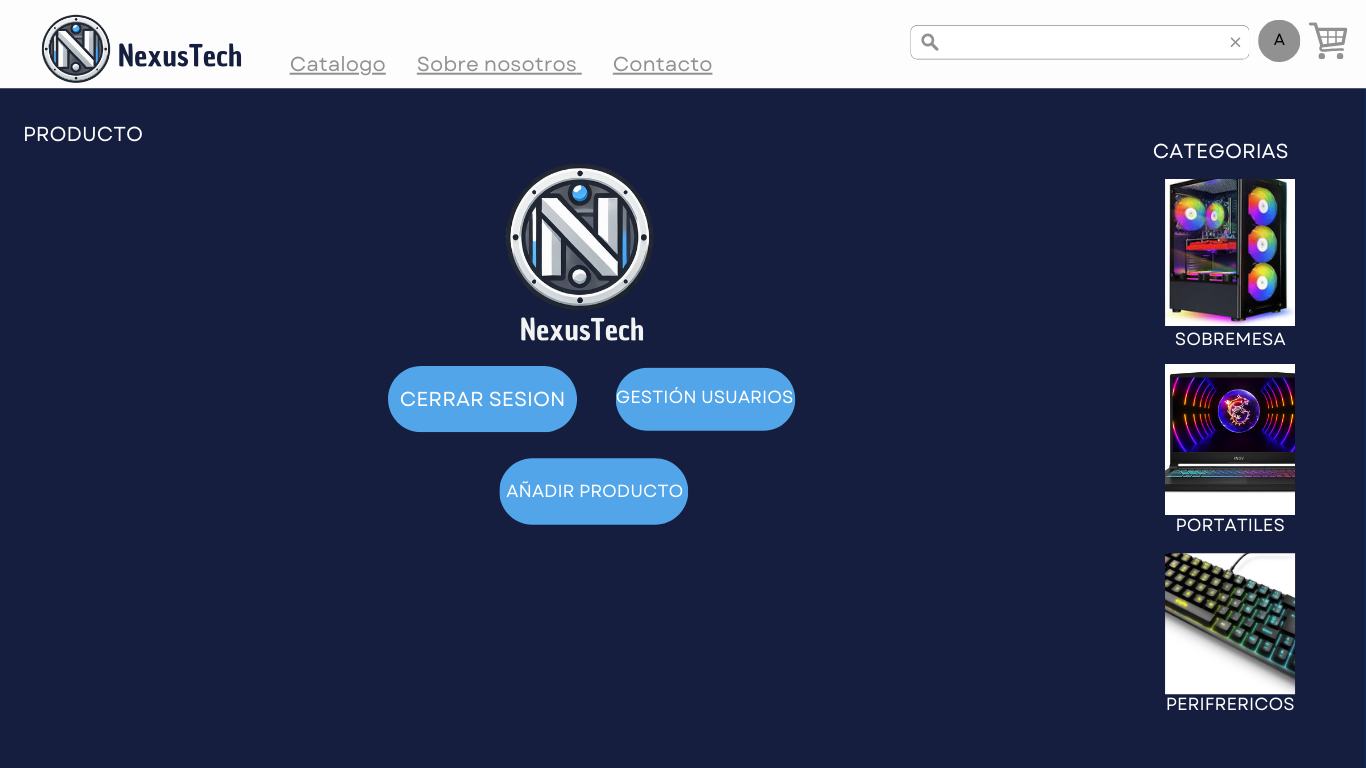 NexusTech
Catalogo
Sobre nosotros
Contacto
A
PRODUCTO
CATEGORIAS
NexusTech
CERRAR SESION
GESTIÓN USUARIOS
AÑADIR PRODUCTO
SOBREMESA
PORTATILES
PERIFRERICOS